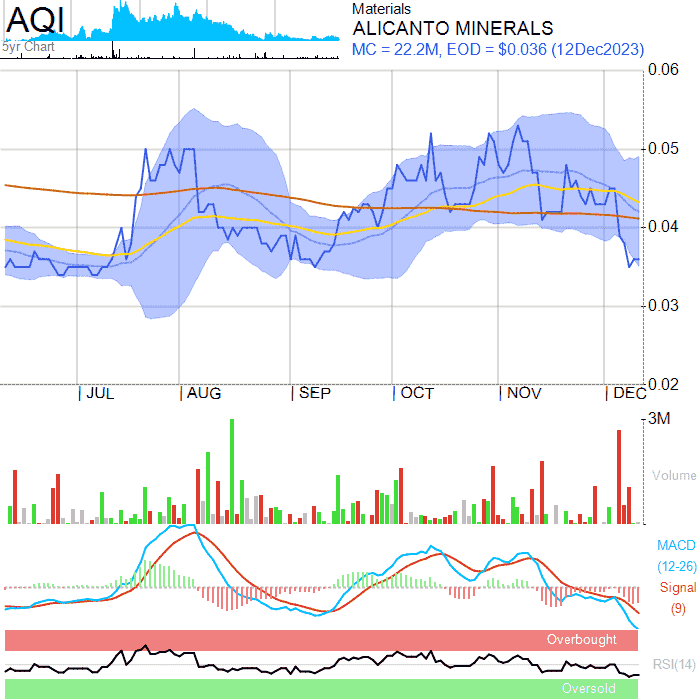 AQI
5yr Chart
Materials
ALICANTO MINERALS
MC = 22.2M, EOD = $0.036 (12Dec2023)
0.06
0.05
0.04
0.03
0.02
JUL AUG SEP OCT NOV DEC
3M
Volume
MACD
(12-26)
Signal
(9)
Overbought
RSI(14)
Oversold